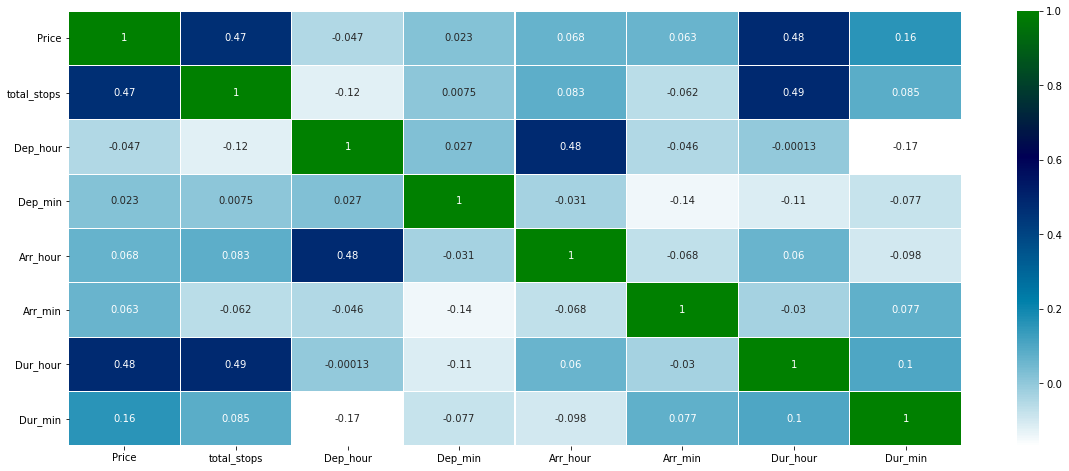 Price 1 0.47 -0.047 0.023 0.068 0.063 0.48 0.16
total_stops 0.47 1 -0.12 0.0075 0.083 -0.062 0.49 0.085
Dep_hour -0.047 -0.12 1 0.027 0.48 -0.046 -0.00013 -0.17
Dep_min 0.023 0.0075 0.027 1 -0.031 -0.14 -0.11 -0.077
Arr_hour 0.068 0.083 0.48 -0.031 1 -0.068 0.06 -0.098
Arr_min 0.063 -0.062 -0.046 -0.14 -0.068 1 -0.03 0.077
Dur_hour 0.48 0.49 -0.00013 -0.11 0.06 -0.03 1 0.1
Dur_min 0.16 0.085 -0.17 -0.077 -0.098 0.077 0.1 1
Price total_stops Dep_hour Dep_min Arr_hour Arr_min Dur_hour Dur_min
1.0
0.8
0.6
0.4
0.2
0.0